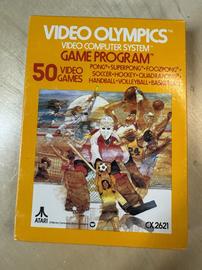 VIDEO OLYMPICS™
VIDEO COMPUTER SYSTEM™
GAME PROGRAM™
50 VIDEO GAMES
PONG®•SUPERPONG®•FOOZPONG®
SOCCER•HOCKEY•QUADRAPONG®
HANDBALL•VOLLEYBALL•BASKETBALL
ATARI®
CX2621